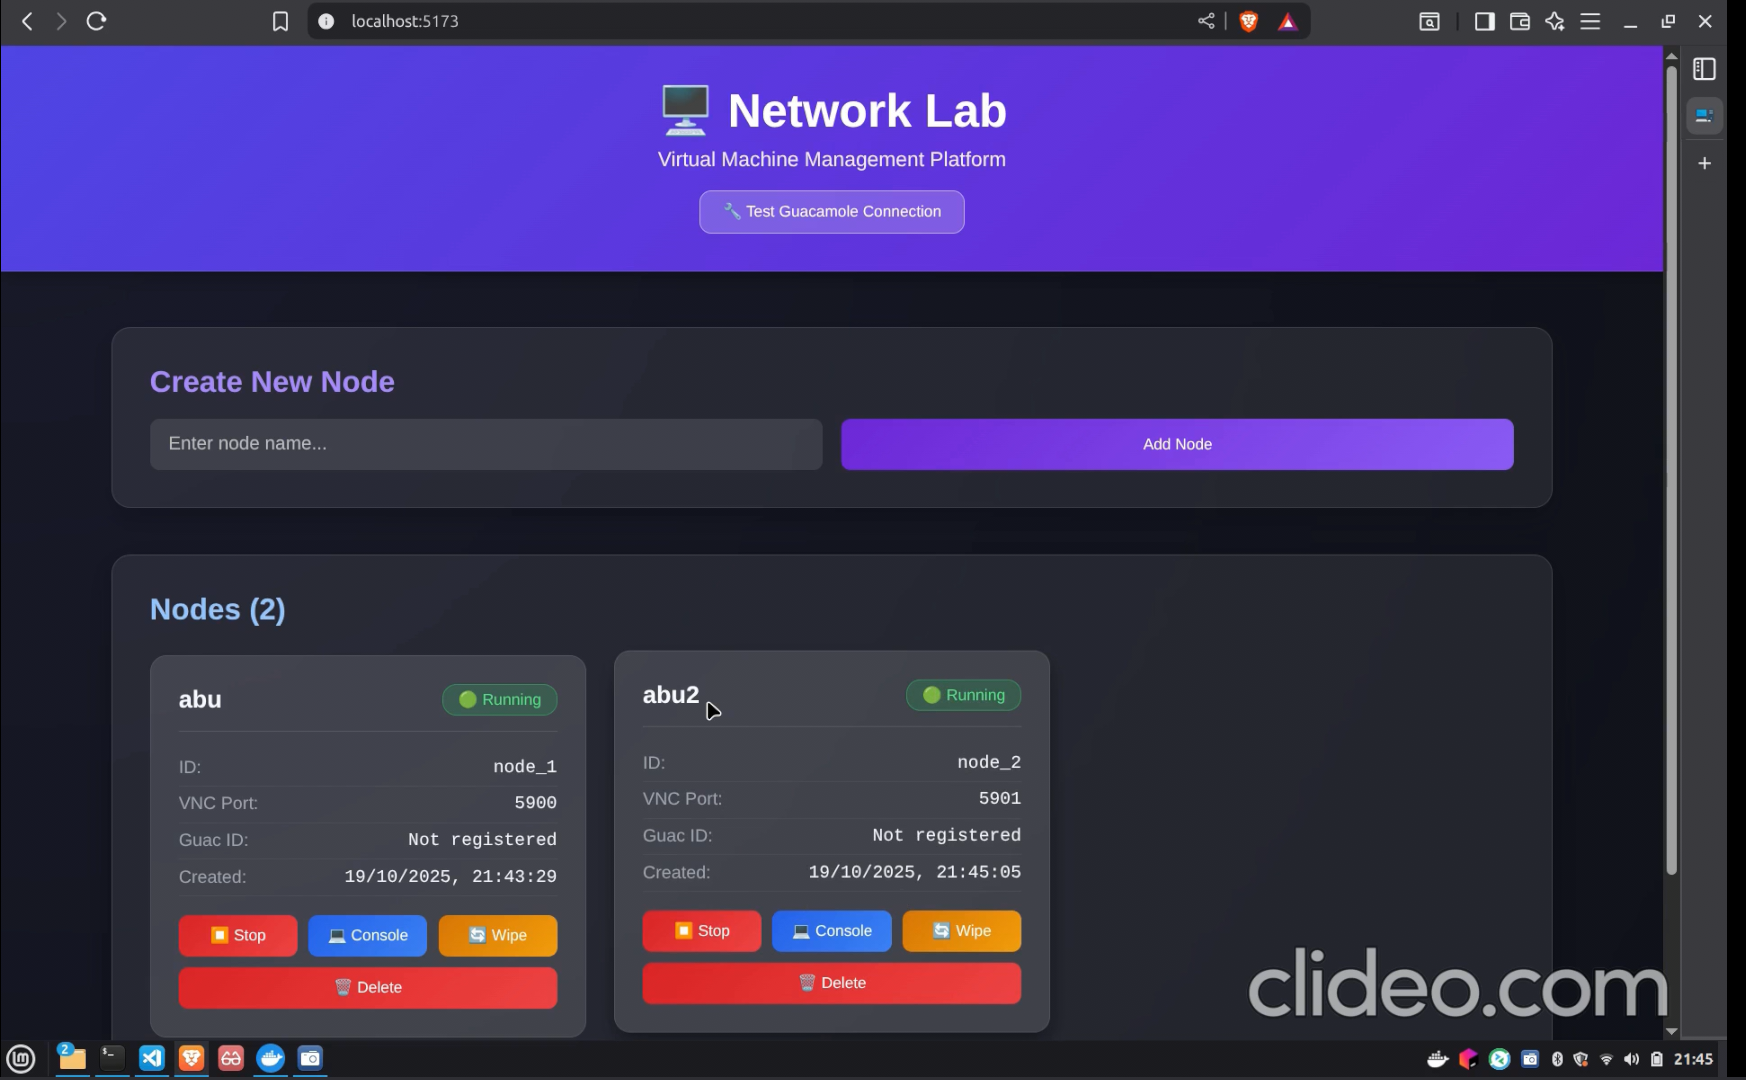 localhost:5173
Network Lab
Virtual Machine Management Platform
Test Guacamole Connection
Create New Node
Enter node name...
Add Node
Nodes (2)
abu
Running
ID: node_1
VNC Port: 5900
Guac ID: Not registered
Created: 19/10/2025, 21:43:29
Stop Console Wipe
Delete
abu2
Running
ID: node_2
VNC Port: 5901
Guac ID: Not registered
Created: 19/10/2025, 21:45:05
Stop Console Wipe
Delete
clideo.com
2
21:45